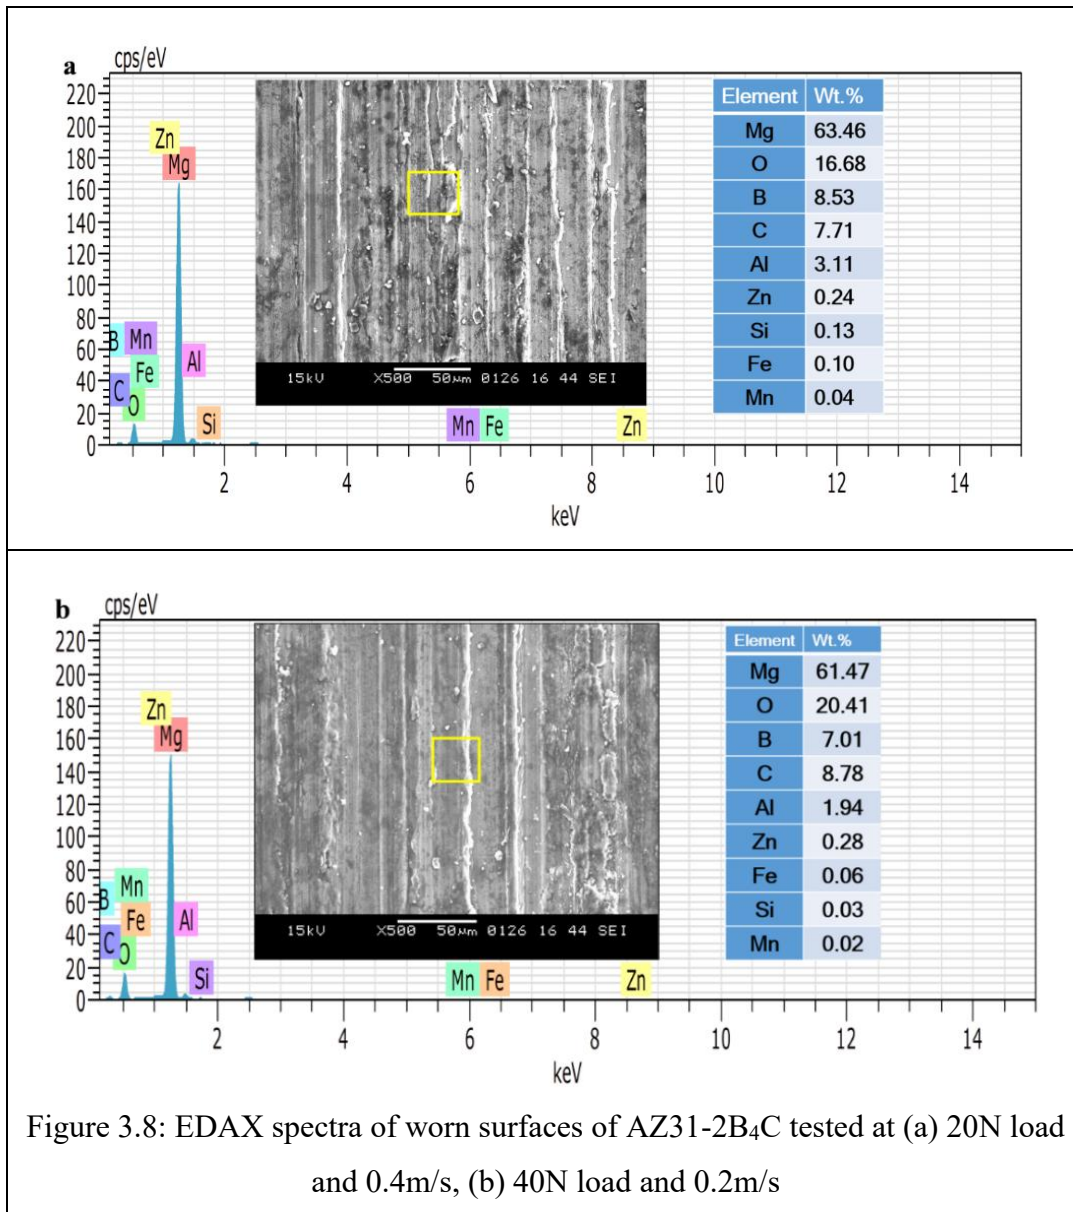 a
cps/eV
220
200
180
160
140
120
100
80
60
40
20
0
Zn
Mg
B Mn
Fe
Al
C
O
Si
15kV X500 50μm 0126 16 44 SEI
Mn Fe Zn
2 4 6 8 10 12 14
keV
Element Wt.%
Mg 63.46
O 16.68
B 8.53
C 7.71
Al 3.11
Zn 0.24
Si 0.13
Fe 0.10
Mn 0.04
b
cps/eV
220
200
180
160
140
120
100
80
60
40
20
0
Zn
Mg
Mn
B
Fe
Al
C
O
Si
15kV X500 50μm 0126 16 44 SEI
Mn Fe Zn
2 4 6 8 10 12 14
keV
Element Wt.%
Mg 61.47
O 20.41
B 7.01
C 8.78
Al 1.94
Zn 0.28
Fe 0.06
Si 0.03
Mn 0.02
Figure 3.8: EDAX spectra of worn surfaces of AZ31-2B₄C tested at (a) 20N load
and 0.4m/s, (b) 40N load and 0.2m/s